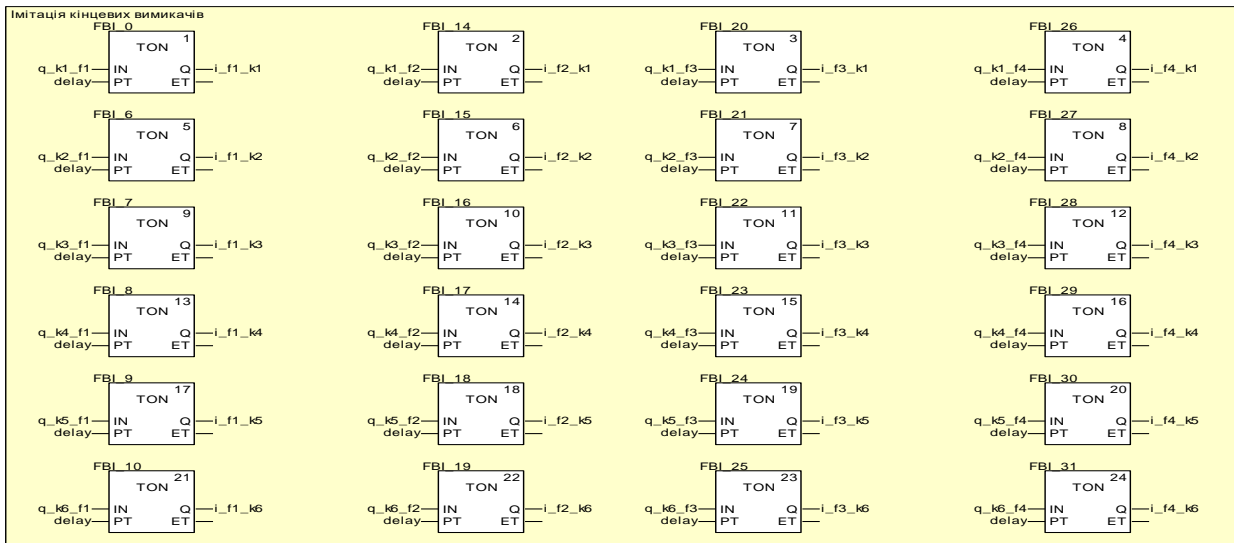 Імітація кінцевих вимикачів
FBI_0 FBI_14 FBI_20 FBI_26
1 2 3 4
TON TON TON TON
q_k1_f1 IN Q i_f1_k1 q_k1_f2 IN Q i_f2_k1 q_k1_f3 IN Q i_f3_k1 q_k1_f4 IN Q i_f4_k1
delay PT ET delay PT ET delay PT ET delay PT ET
FBI_6 FBI_15 FBI_21 FBI_27
5 6 7 8
TON TON TON TON
q_k2_f1 IN Q i_f1_k2 q_k2_f2 IN Q i_f2_k2 q_k2_f3 IN Q i_f3_k2 q_k2_f4 IN Q i_f4_k2
delay PT ET delay PT ET delay PT ET delay PT ET
FBI_7 FBI_16 FBI_22 FBI_28
9 10 11 12
TON TON TON TON
q_k3_f1 IN Q i_f1_k3 q_k3_f2 IN Q i_f2_k3 q_k3_f3 IN Q i_f3_k3 q_k3_f4 IN Q i_f4_k3
delay PT ET delay PT ET delay PT ET delay PT ET
FBI_8 FBI_17 FBI_23 FBI_29
13 14 15 16
TON TON TON TON
q_k4_f1 IN Q i_f1_k4 q_k4_f2 IN Q i_f2_k4 q_k4_f3 IN Q i_f3_k4 q_k4_f4 IN Q i_f4_k4
delay PT ET delay PT ET delay PT ET delay PT ET
FBI_9 FBI_18 FBI_24 FBI_30
17 18 19 20
TON TON TON TON
q_k5_f1 IN Q i_f1_k5 q_k5_f2 IN Q i_f2_k5 q_k5_f3 IN Q i_f3_k5 q_k5_f4 IN Q i_f4_k5
delay PT ET delay PT ET delay PT ET delay PT ET
FBI_10 FBI_19 FBI_25 FBI_31
21 22 23 24
TON TON TON TON
q_k6_f1 IN Q i_f1_k6 q_k6_f2 IN Q i_f2_k6 q_k6_f3 IN Q i_f3_k6 q_k6_f4 IN Q i_f4_k6
delay PT ET delay PT ET delay PT ET delay PT ET